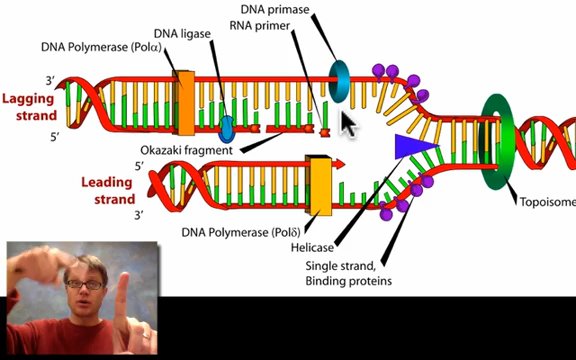 DNA primase
RNA primer
DNA ligase
DNA Polymerase (Polα)
3'
Lagging
strand
5'
Okazaki fragment
5'
Leading
strand
3'
DNA Polymerase (Polδ)
Helicase
Single strand,
Binding proteins
Topoisome